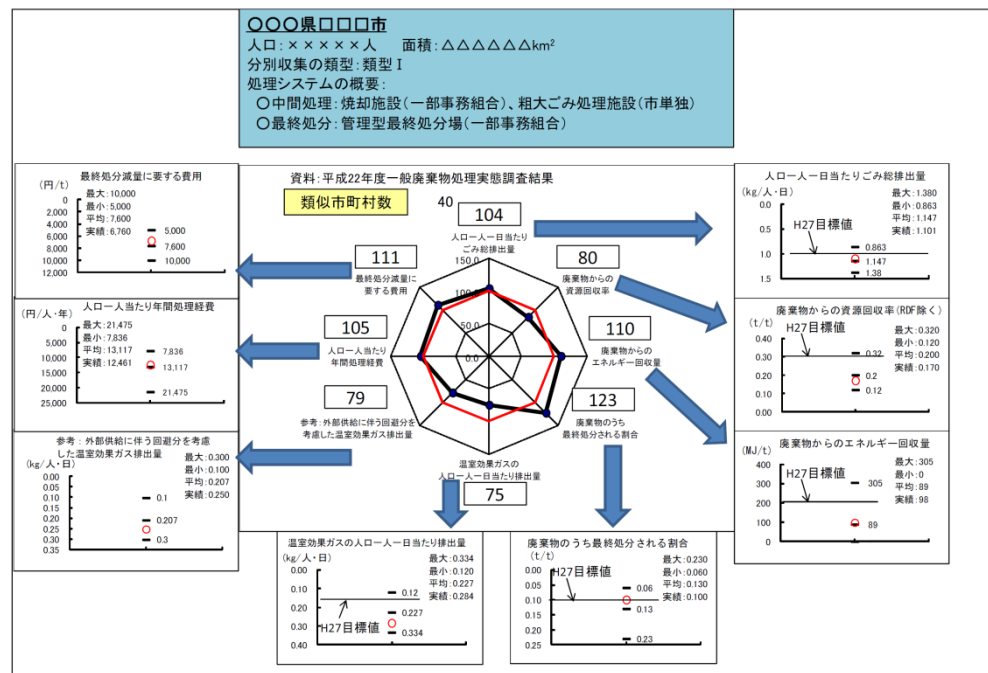 〇〇〇県□□□市
人口:×××××人　面積:△△△△△△km²
分別収集の類型:類型Ⅰ
処理システムの概要:
〇中間処理:焼却施設(一部事務組合)、粗大ごみ処理施設(市単独)
〇最終処分:管理型最終処分場(一部事務組合)
資料:平成22年度一般廃棄物処理実態調査結果
類似市町村数
40
104
人口一人一日当たり
ごみ総排出量
80
廃棄物からの
資源回収率
110
廃棄物からの
エネルギー回収量
123
廃棄物のうち
最終処分される割合
温室効果ガスの
人口一人一日当たり排出量
75
79
参考:外部供給に伴う回避分を
考慮した温室効果ガス排出量
105
人口一人当たり
年間処理経費
111
最終処分減量に
要する費用
150.0
100.0
50.0
0.0
最終処分減量に要する費用
(円/t)
最大:10,000
最小:5,000
平均:7,600
実績:6,760
0
2,000
4,000
6,000
8,000
10,000
12,000
5,000
7,600
10,000
人口一人当たり年間処理経費
(円/人・年)
最大:21,475
最小:7,836
平均:13,117
実績:12,461
0
5,000
10,000
15,000
20,000
25,000
7,836
13,117
21,475
参考:外部供給に伴う回避分を考慮
した温室効果ガス排出量
(kg/人・日)
最大:0.300
最小:0.100
平均:0.207
実績:0.250
0.00
0.05
0.10
0.15
0.20
0.25
0.30
0.35
0.1
0.207
0.3
温室効果ガスの人口一人一日当たり排出量
(kg/人・日)
最大:0.334
最小:0.120
平均:0.227
実績:0.284
0.00
0.10
0.20
0.30
0.40
H27目標値
0.12
0.227
0.334
廃棄物のうち最終処分される割合
(t/t)
最大:0.230
最小:0.060
平均:0.130
実績:0.100
0.00
0.05
0.10
0.15
0.20
0.25
H27目標値
0.06
0.13
0.23
人口一人一日当たりごみ総排出量
(kg/人・日)
最大:1.380
最小:0.863
平均:1.147
実績:1.101
0.0
0.5
1.0
1.5
H27目標値
0.863
1.147
1.38
廃棄物からの資源回収率(RDF除く)
(t/t)
最大:0.320
最小:0.120
平均:0.200
実績:0.170
0.40
0.30
0.20
0.10
0.00
H27目標値
0.32
0.2
0.12
廃棄物からのエネルギー回収量
(MJ/t)
最大:305
最小:0
平均:89
実績:98
400
300
200
100
0
H27目標値
305
89